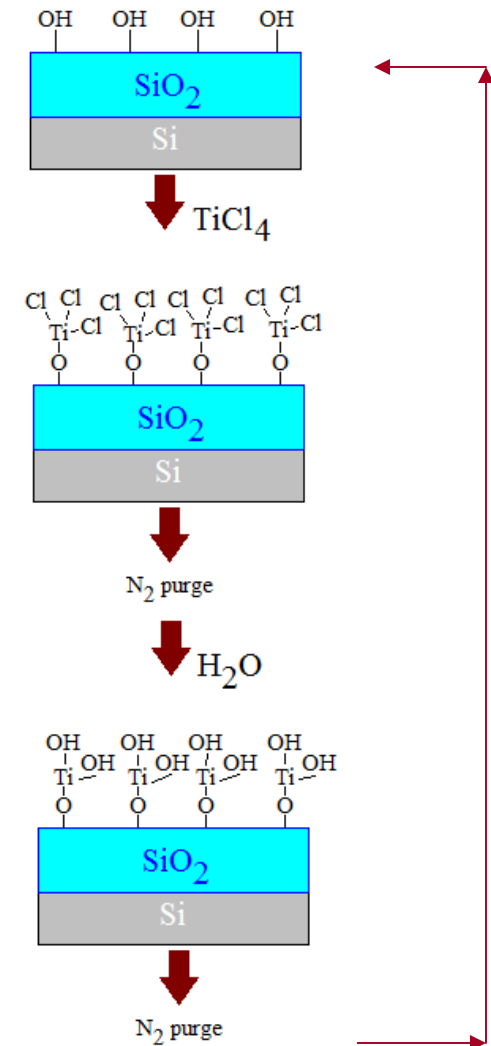 OH OH OH OH
SiO2
Si
TiCl4
Cl Cl Cl Cl Cl Cl Cl Cl
Ti Cl Ti Cl Ti Cl Ti Cl
O O O O
SiO2
Si
N2 purge
H2O
OH OH OH OH
Ti OH Ti OH Ti OH Ti OH
O O O O
SiO2
Si
N2 purge